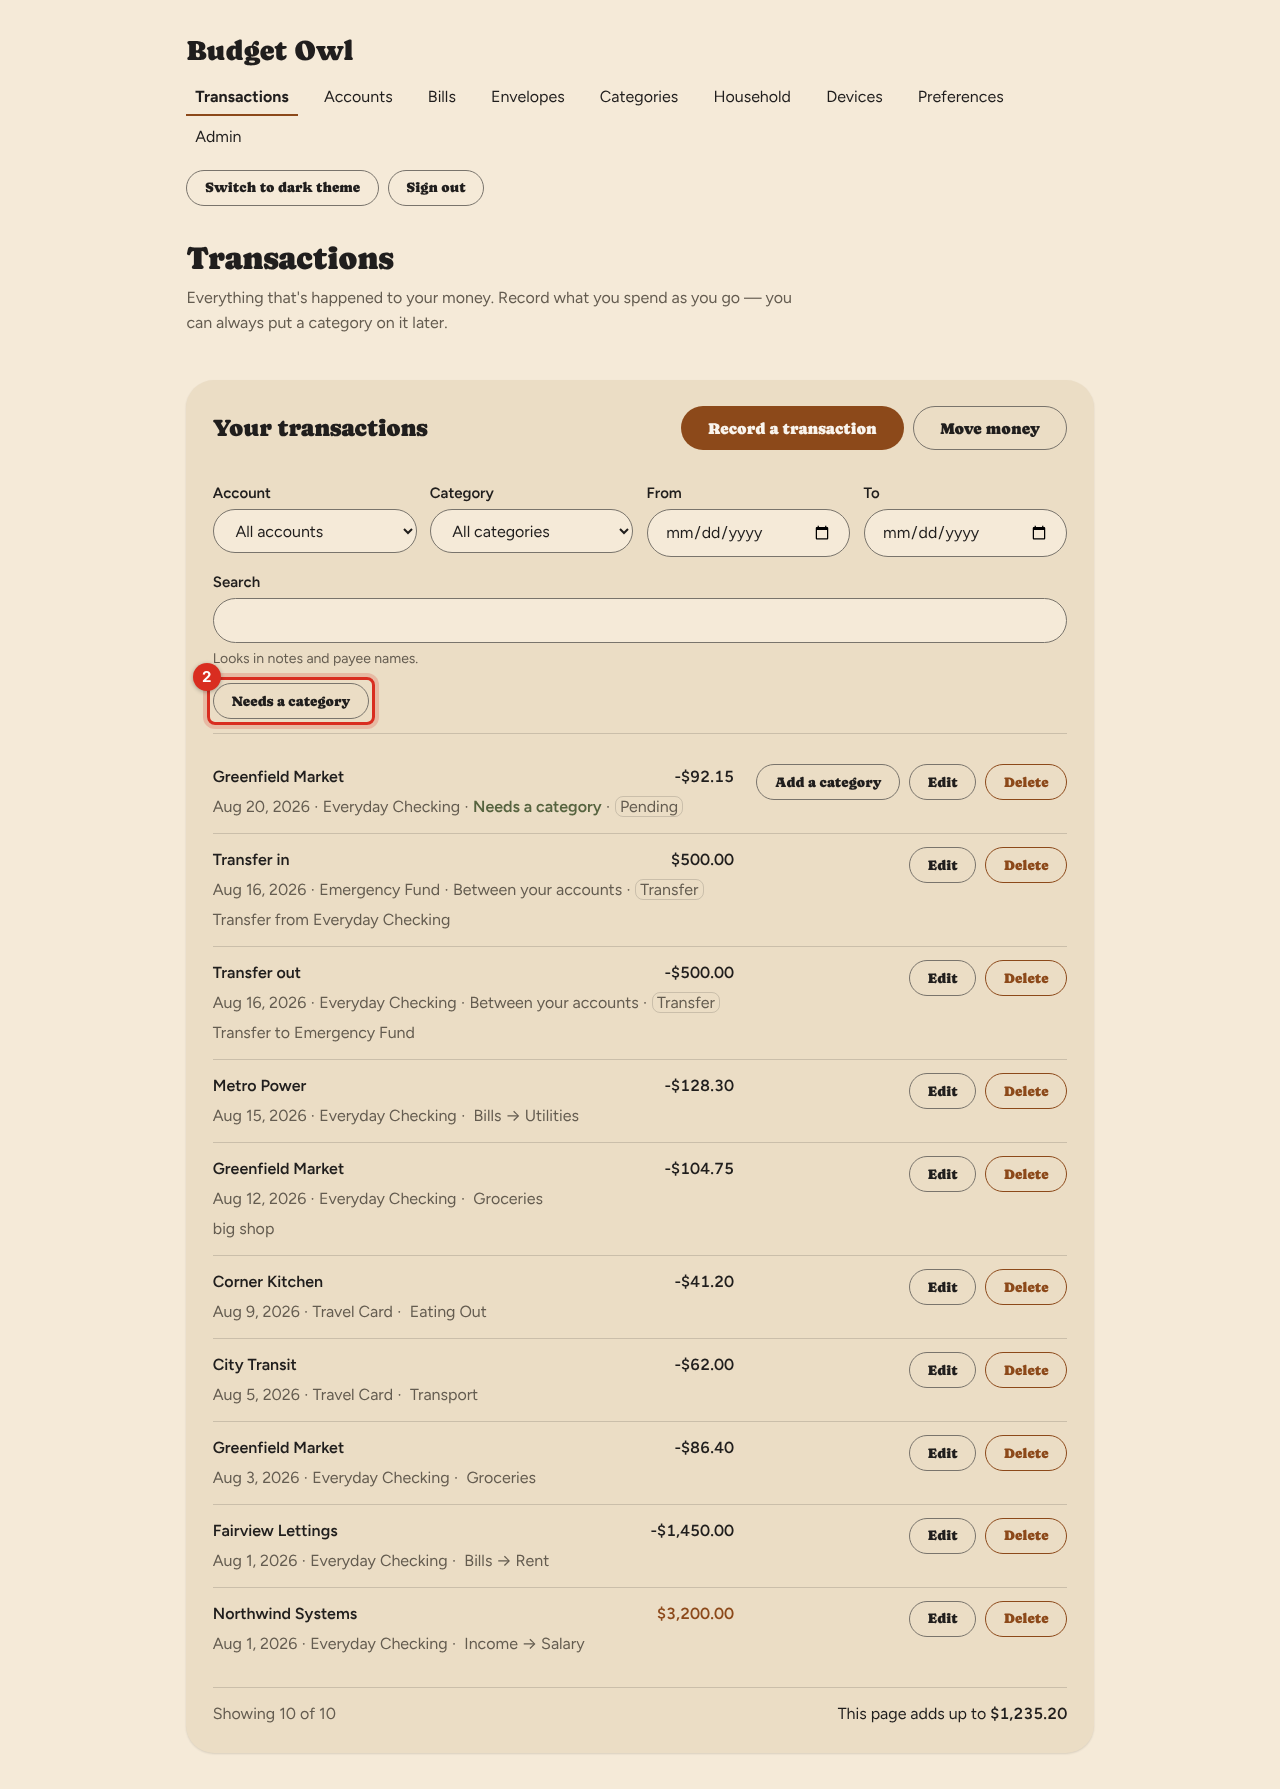 Budget Owl
Transactions Accounts Bills Envelopes Categories Household Devices Preferences
Admin
Switch to dark theme Sign out
Transactions
Everything that's happened to your money. Record what you spend as you go — you
can always put a category on it later.
Your transactions Record a transaction Move money
Account Category From To
All accounts All categories mm/dd/yyyy mm/dd/yyyy
Search
Looks in notes and payee names.
2
Needs a category
Greenfield Market -$92.15 Add a category Edit Delete
Aug 20, 2026 · Everyday Checking · Needs a category · Pending
Transfer in $500.00 Edit Delete
Aug 16, 2026 · Emergency Fund · Between your accounts · Transfer
Transfer from Everyday Checking
Transfer out -$500.00 Edit Delete
Aug 16, 2026 · Everyday Checking · Between your accounts · Transfer
Transfer to Emergency Fund
Metro Power -$128.30 Edit Delete
Aug 15, 2026 · Everyday Checking · Bills → Utilities
Greenfield Market -$104.75 Edit Delete
Aug 12, 2026 · Everyday Checking · Groceries
big shop
Corner Kitchen -$41.20 Edit Delete
Aug 9, 2026 · Travel Card · Eating Out
City Transit -$62.00 Edit Delete
Aug 5, 2026 · Travel Card · Transport
Greenfield Market -$86.40 Edit Delete
Aug 3, 2026 · Everyday Checking · Groceries
Fairview Lettings -$1,450.00 Edit Delete
Aug 1, 2026 · Everyday Checking · Bills → Rent
Northwind Systems $3,200.00 Edit Delete
Aug 1, 2026 · Everyday Checking · Income → Salary
Showing 10 of 10 This page adds up to $1,235.20